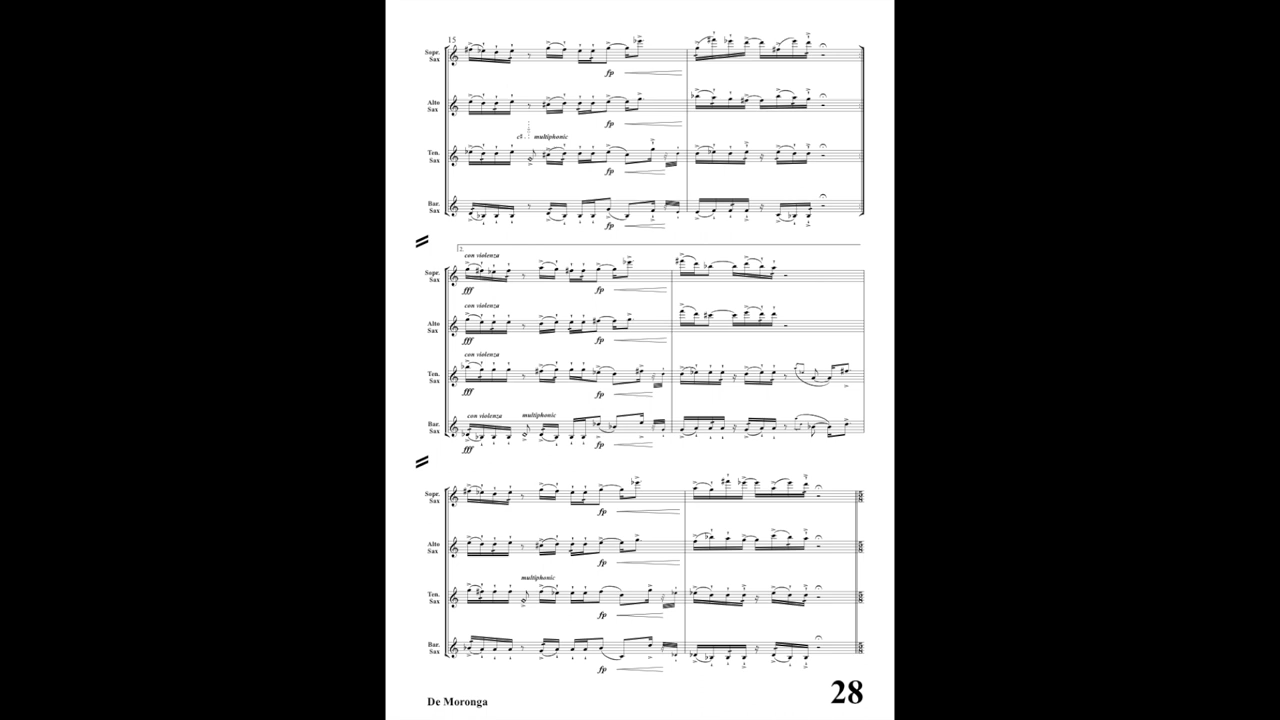 15
Sopr.
Sax
fp
Alto
Sax
fp
multiphonic
Ten.
Sax
fp
Bar.
Sax
fp
2.
con violenza
Sopr.
Sax
fff
fp
con violenza
Alto
Sax
fff
fp
con violenza
Ten.
Sax
fff
fp
con violenza multiphonic
Bar.
Sax
fff
fp
Sopr.
Sax
fp
Alto
Sax
fp
multiphonic
Ten.
Sax
fp
Bar.
Sax
fp
De Moronga
28